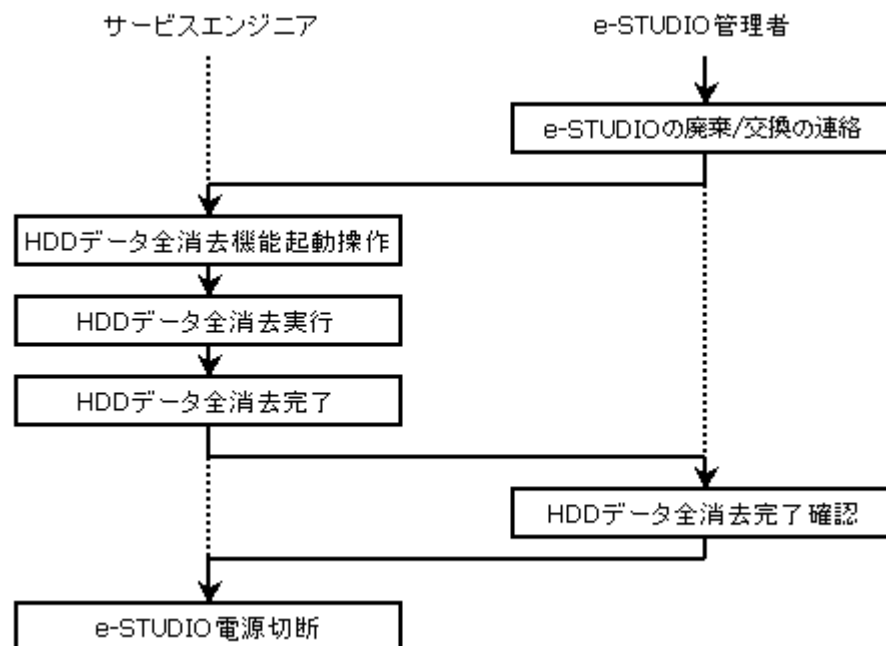 サービスエンジニア
e-STUDIO管理者
e-STUDIOの廃棄/交換の連絡
HDDデータ全消去機能起動操作
HDDデータ全消去実行
HDDデータ全消去完了
HDDデータ全消去完了確認
e-STUDIO電源切断